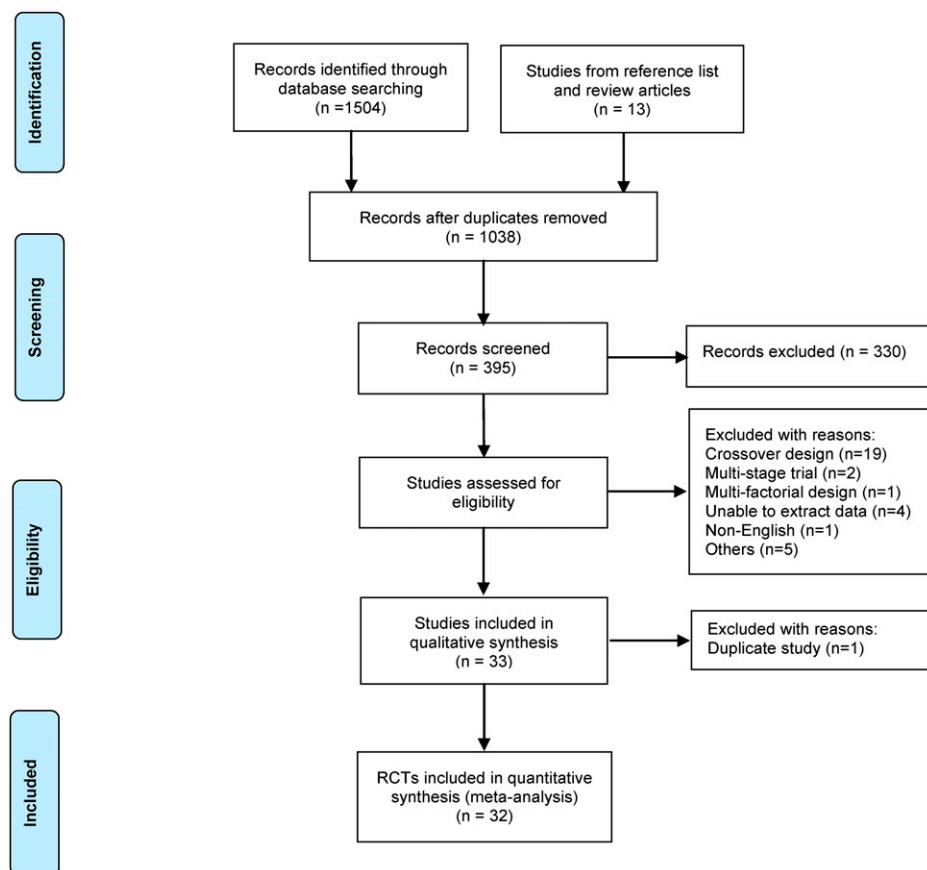 Identification
Records identified through
database searching
(n =1504)
Studies from reference list
and review articles
(n = 13)
Records after duplicates removed
(n = 1038)
Screening
Records screened
(n = 395)
Records excluded (n = 330)
Eligibility
Studies assessed for
eligibility
Excluded with reasons:
Crossover design (n=19)
Multi-stage trial (n=2)
Multi-factorial design (n=1)
Unable to extract data (n=4)
Non-English (n=1)
Others (n=5)
Studies included in
qualitative synthesis
(n = 33)
Excluded with reasons:
Duplicate study (n=1)
Included
RCTs included in quantitative
synthesis (meta-analysis)
(n = 32)